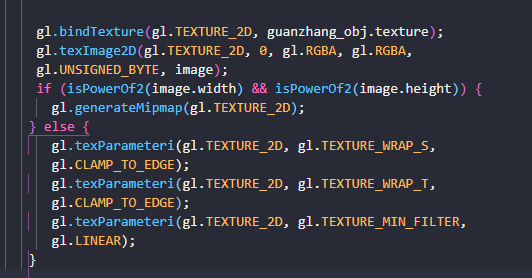 gl.bindTexture(gl.TEXTURE_2D, guanzhang_obj.texture);
gl.texImage2D(gl.TEXTURE_2D, 0, gl.RGBA, gl.RGBA,
gl.UNSIGNED_BYTE, image);
if (isPowerOf2(image.width) && isPowerOf2(image.height)) {
gl.generateMipmap(gl.TEXTURE_2D);
} else {
gl.texParameteri(gl.TEXTURE_2D, gl.TEXTURE_WRAP_S,
gl.CLAMP_TO_EDGE);
gl.texParameteri(gl.TEXTURE_2D, gl.TEXTURE_WRAP_T,
gl.CLAMP_TO_EDGE);
gl.texParameteri(gl.TEXTURE_2D, gl.TEXTURE_MIN_FILTER,
gl.LINEAR);
}